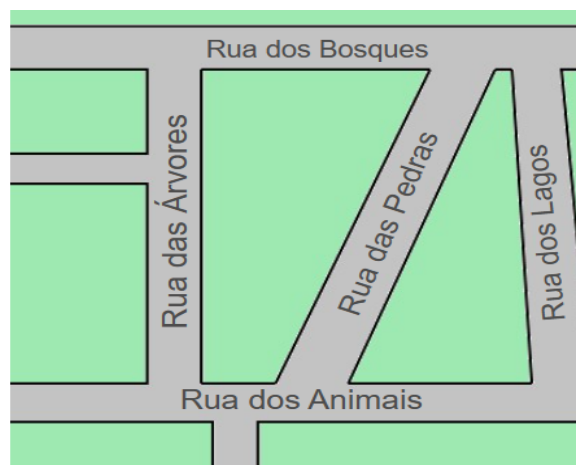 Rua dos Bosques
Rua das Árvores
Rua das Pedras
Rua dos Lagos
Rua dos Animais